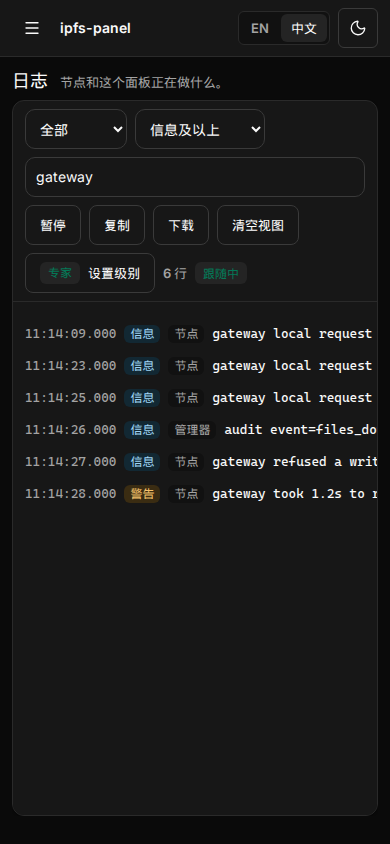 ipfs-panel EN 中文
日志 节点和这个面板正在做什么。
全部 信息及以上
gateway
暂停 复制 下载 清空视图
专家 设置级别 6 行 跟随中
11:14:09.000 信息 节点 gateway local request
11:14:23.000 信息 节点 gateway local request
11:14:25.000 信息 节点 gateway local request
11:14:26.000 信息 管理器 audit event=files_do
11:14:27.000 信息 节点 gateway refused a writ
11:14:28.000 警告 节点 gateway took 1.2s to r